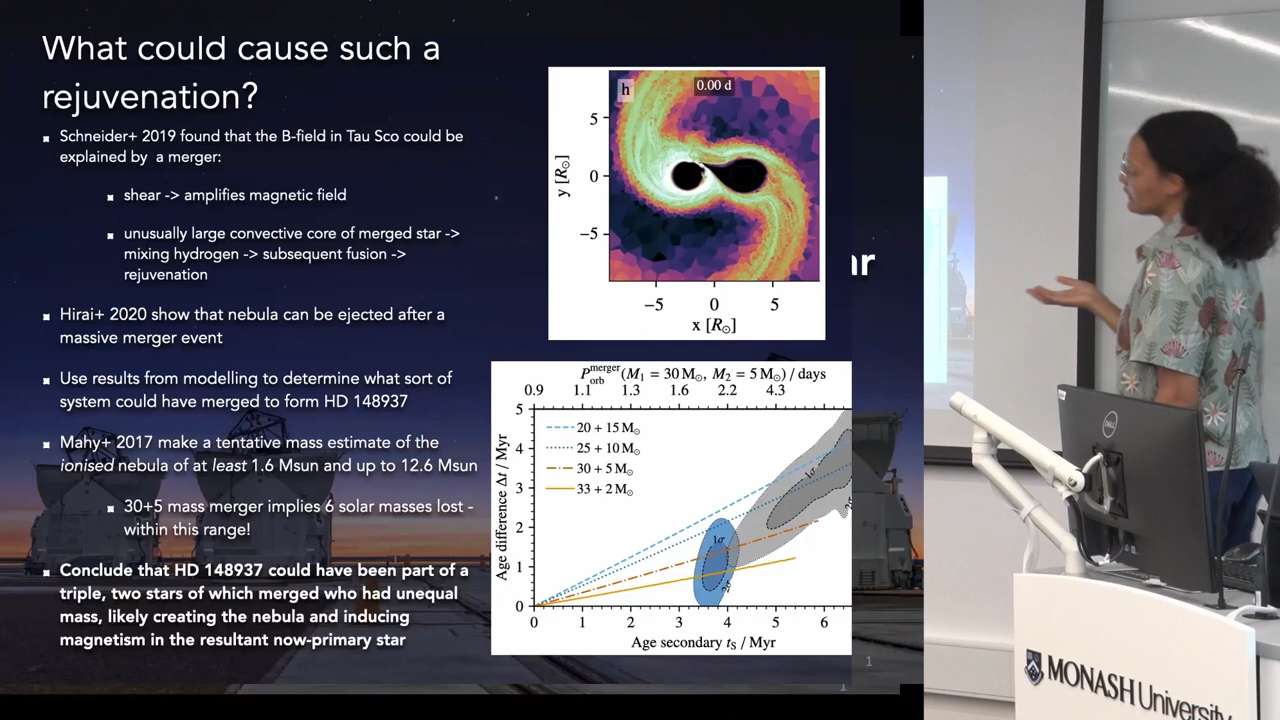 What could cause such a
rejuvenation?
Schneider+ 2019 found that the B-field in Tau Sco could be
explained by a merger:
shear -> amplifies magnetic field
unusually large convective core of merged star ->
mixing hydrogen -> subsequent fusion ->
rejuvenation
Hirai+ 2020 show that nebula can be ejected after a
massive merger event
Use results from modelling to determine what sort of
system could have merged to form HD 148937
Mahy+ 2017 make a tentative mass estimate of the
ionised nebula of at least 1.6 Msun and up to 12.6 Msun
30+5 mass merger implies 6 solar masses lost -
within this range!
Conclude that HD 148937 could have been part of a
triple, two stars of which merged who had unequal
mass, likely creating the nebula and inducing
magnetism in the resultant now-primary star
h
0.00 d
5
0
−5
y [R☉]
−5 0 5
x [R☉]
ar
P_orb^merger (M₁ = 30 M☉, M₂ = 5 M☉) / days
0.9 1.1 1.3 1.6 2.2 4.3
5
4
3
2
1
0
Age difference Δt / Myr
20 + 15 M☉
25 + 10 M☉
30 + 5 M☉
33 + 2 M☉
1σ
2σ
1σ
2σ
0 1 2 3 4 5 6
Age secondary tS / Myr
1
1
DELL
MONASH University